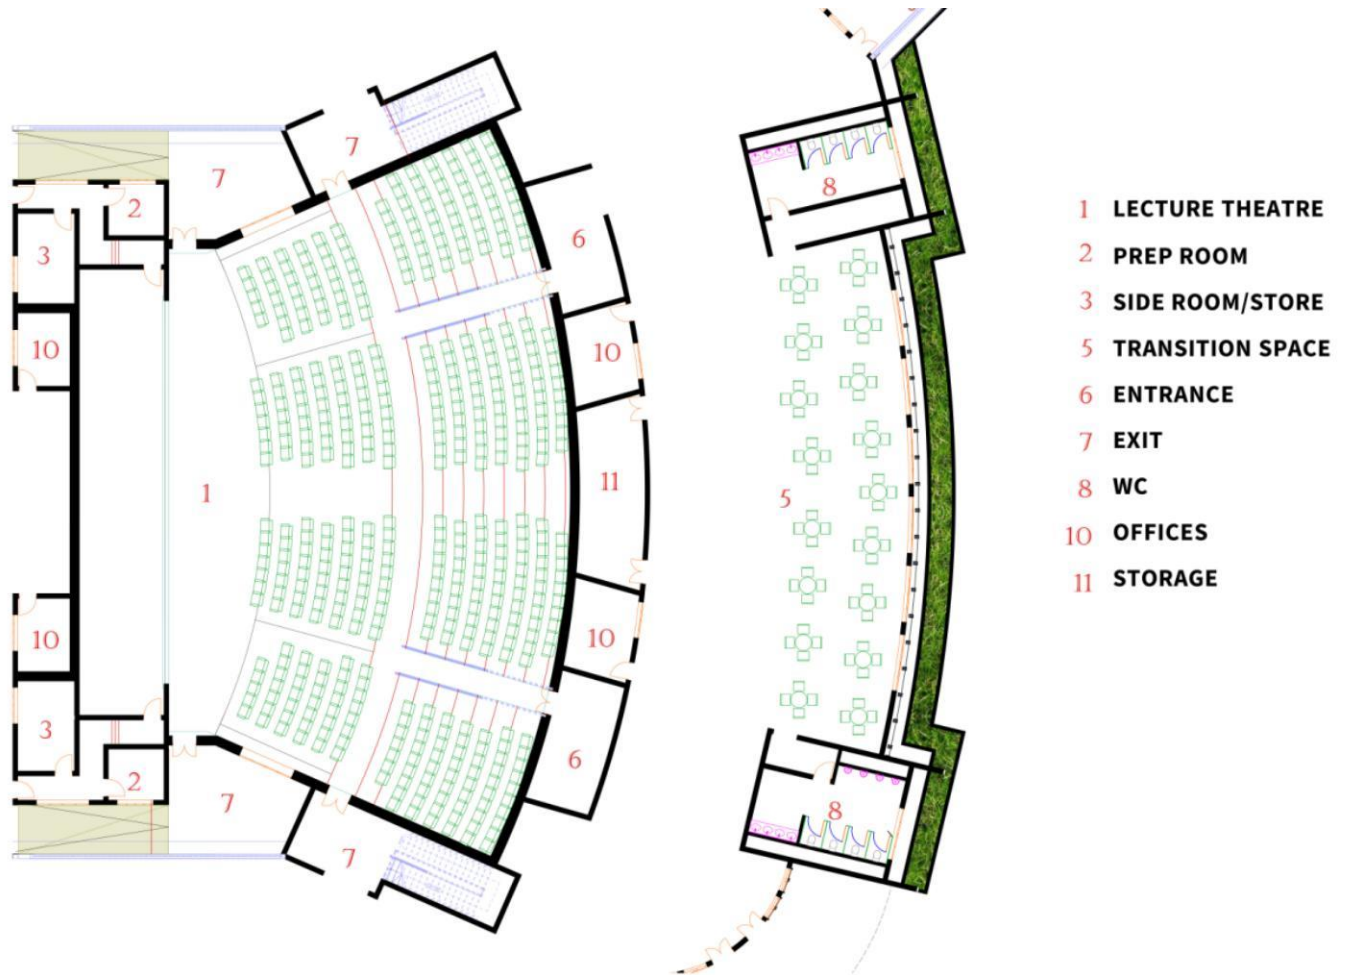 7
7
2
3
6
8
10
10
1
11
5
10
10
3
6
2
7
8
7
1 LECTURE THEATRE
2 PREP ROOM
3 SIDE ROOM/STORE
5 TRANSITION SPACE
6 ENTRANCE
7 EXIT
8 WC
10 OFFICES
11 STORAGE